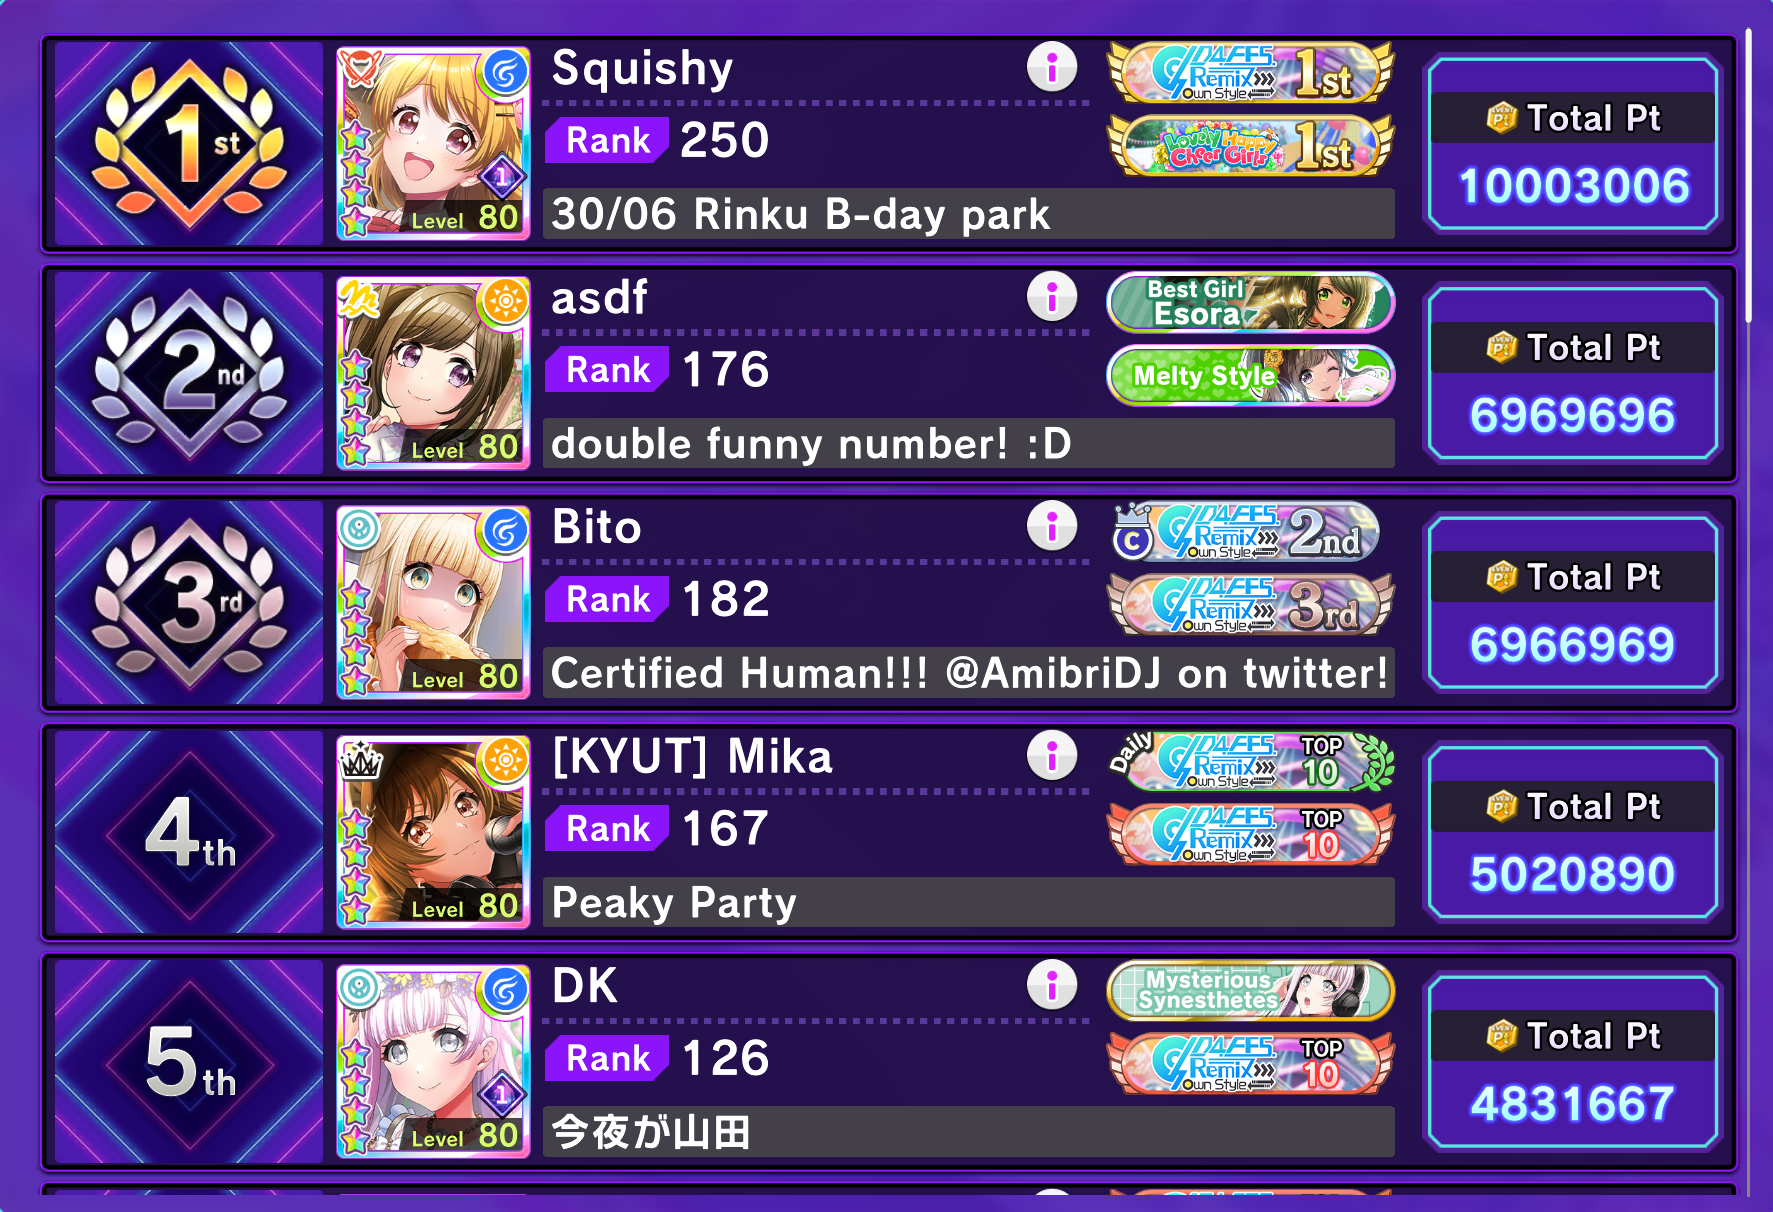 1st
Squishy
Rank 250
30/06 Rinku B-day park
Level 80
1
D4FES.
Remix
Own Style
1st
Lovely Happy
Cheer Girls
1st
Total Pt
10003006
2nd
asdf
Rank 176
double funny number! :D
Level 80
Best Girl
Esora
Melty Style
Total Pt
6969696
3rd
Bito
Rank 182
Certified Human!!! @AmibriDJ on twitter!
Level 80
C
D4FES.
Remix
Own Style
2nd
D4FES.
Remix
Own Style
3rd
Total Pt
6966969
4th
[KYUT] Mika
Rank 167
Peaky Party
Level 80
Daily
D4FES.
Remix
Own Style
TOP
10
D4FES.
Remix
Own Style
TOP
10
Total Pt
5020890
5th
DK
Rank 126
今夜が山田
Level 80
1
Mysterious
Synesthetes
D4FES.
Remix
Own Style
TOP
10
Total Pt
4831667